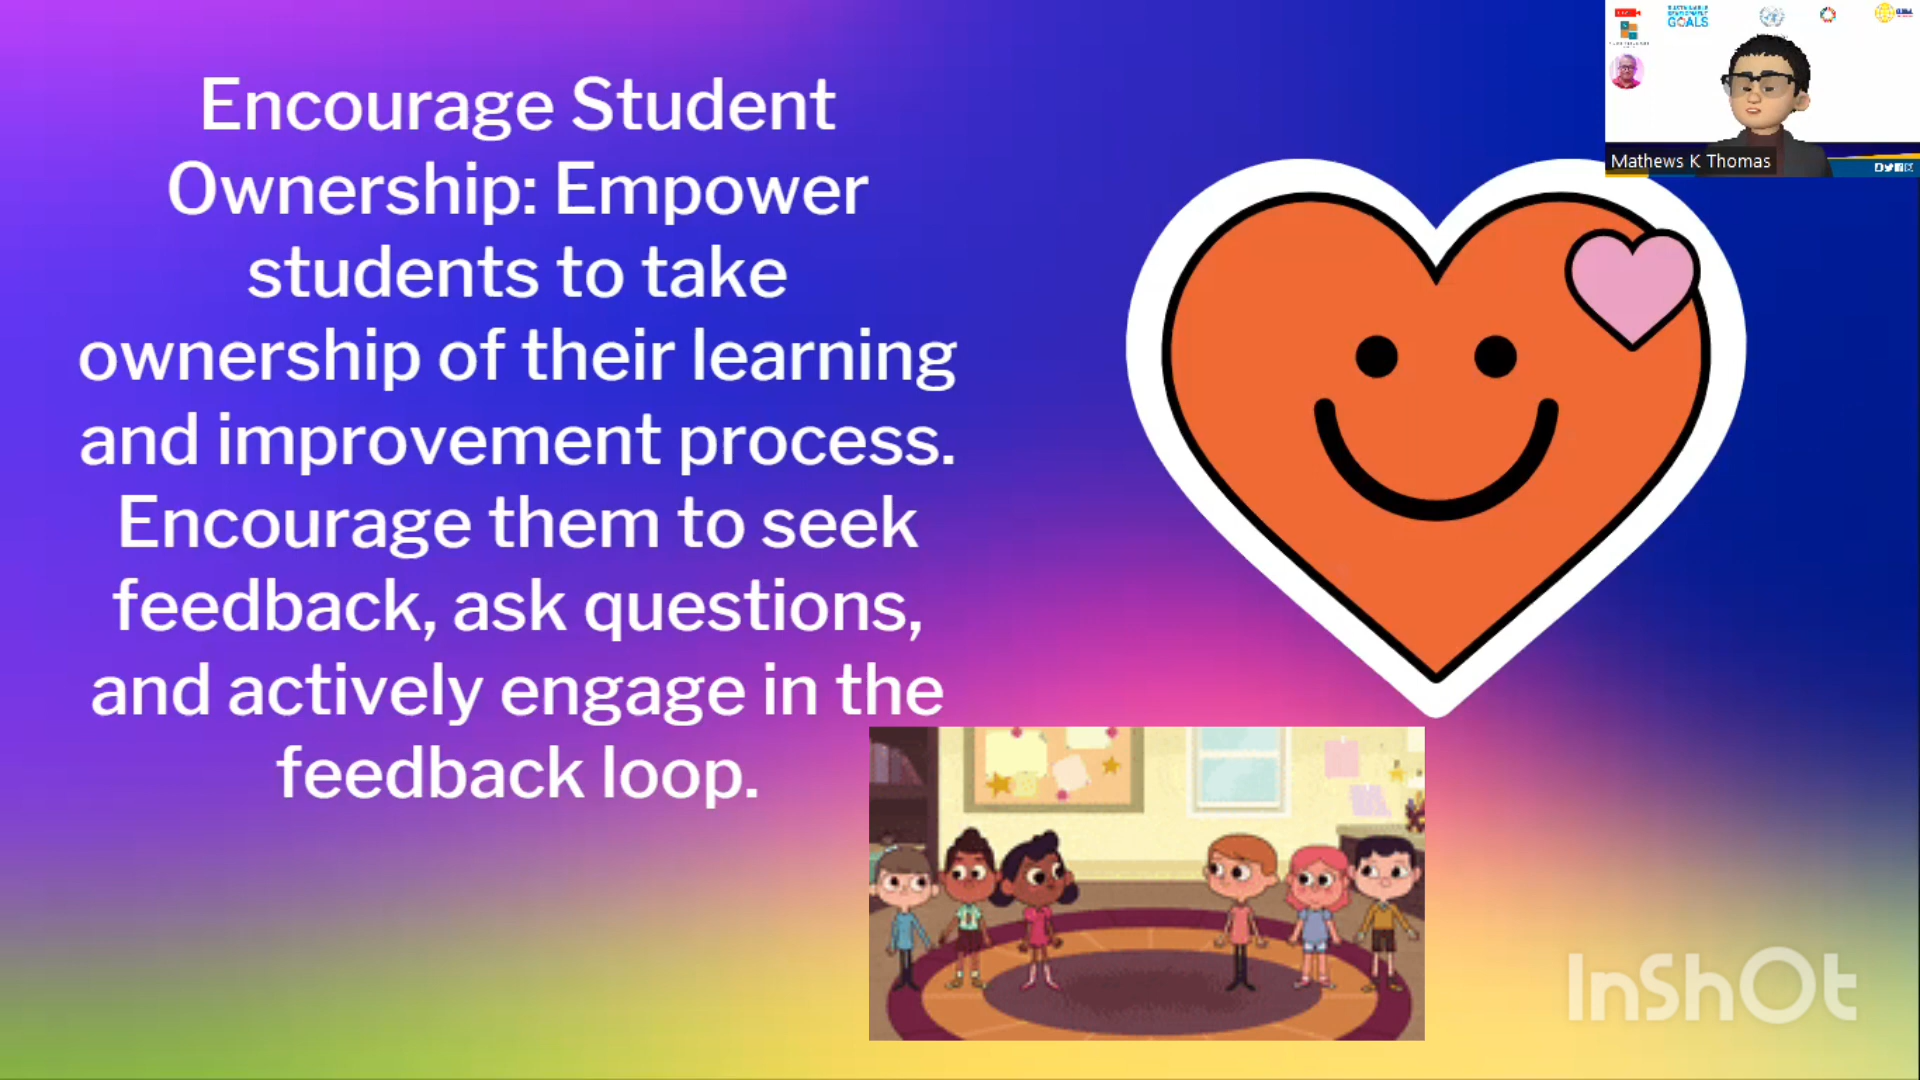 Encourage Student
Ownership: Empower
students to take
ownership of their learning
and improvement process.
Encourage them to seek
feedback, ask questions,
and actively engage in the
feedback loop.
GOALS
Mathews K Thomas
InShOt